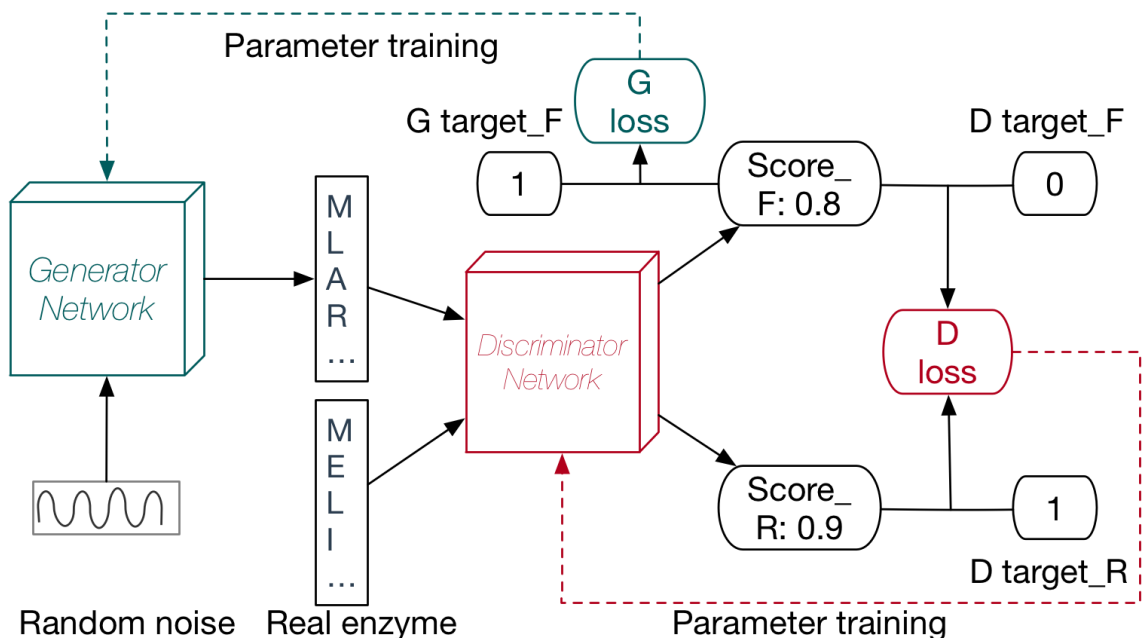 Parameter training
G
loss
G target_F
D target_F
1
Score_
F: 0.8
0
Generator
Network
M
L
A
R
...
Discriminator
Network
D
loss
M
E
L
I
...
Score_
R: 0.9
1
D target_R
Random noise
Real enzyme
Parameter training